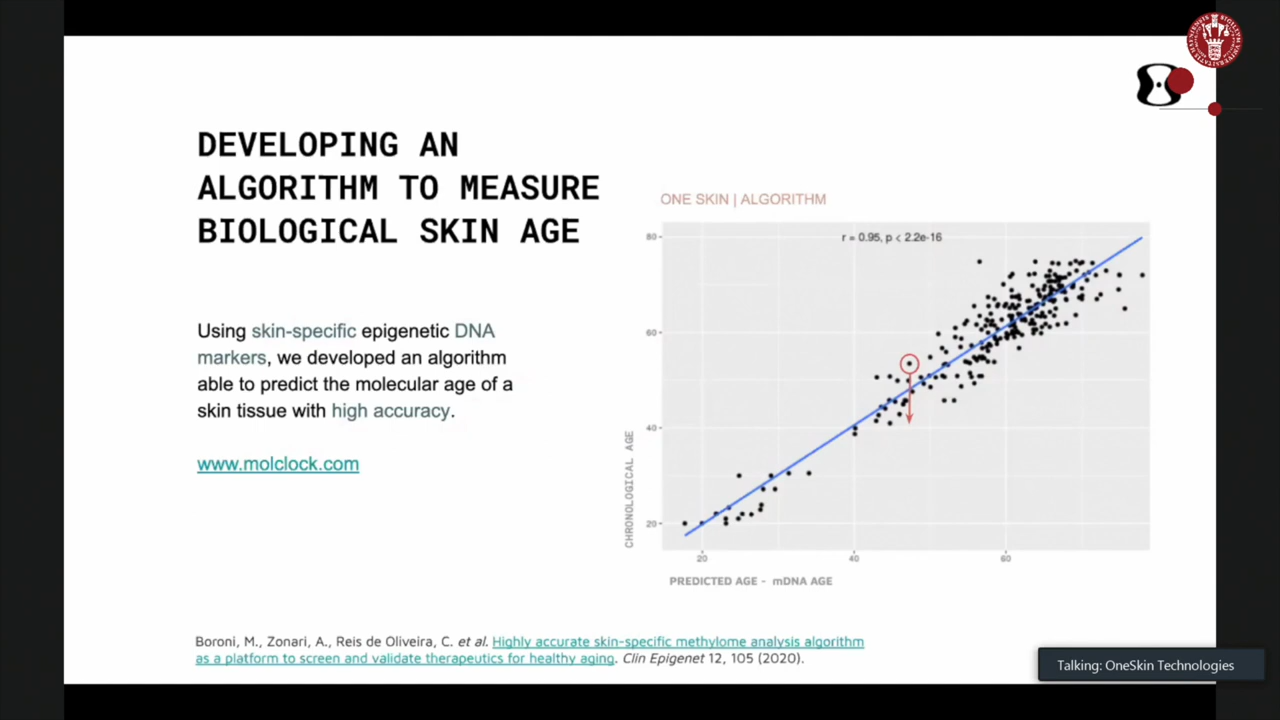 DEVELOPING AN
ALGORITHM TO MEASURE
BIOLOGICAL SKIN AGE
Using skin-specific epigenetic DNA
markers, we developed an algorithm
able to predict the molecular age of a
skin tissue with high accuracy.
www.molclock.com
ONE SKIN | ALGORITHM
r = 0.95, p < 2.2e-16
80
60
40
20
CHRONOLOGICAL AGE
20
40
60
PREDICTED AGE - mDNA AGE
Boroni, M., Zonari, A., Reis de Oliveira, C. et al. Highly accurate skin-specific methylome analysis algorithm
as a platform to screen and validate therapeutics for healthy aging. Clin Epigenet 12, 105 (2020).
Talking: OneSkin Technologies